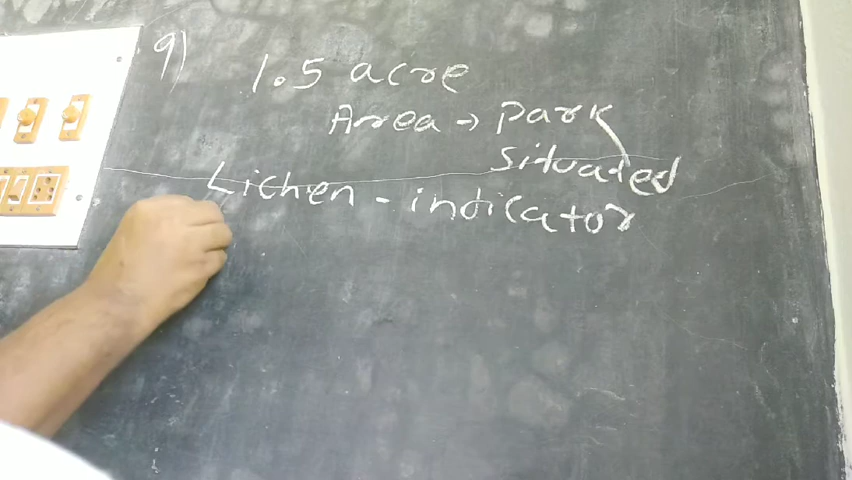 9)
1.5 acre
Area → Park
Situated
Lichen - indicator